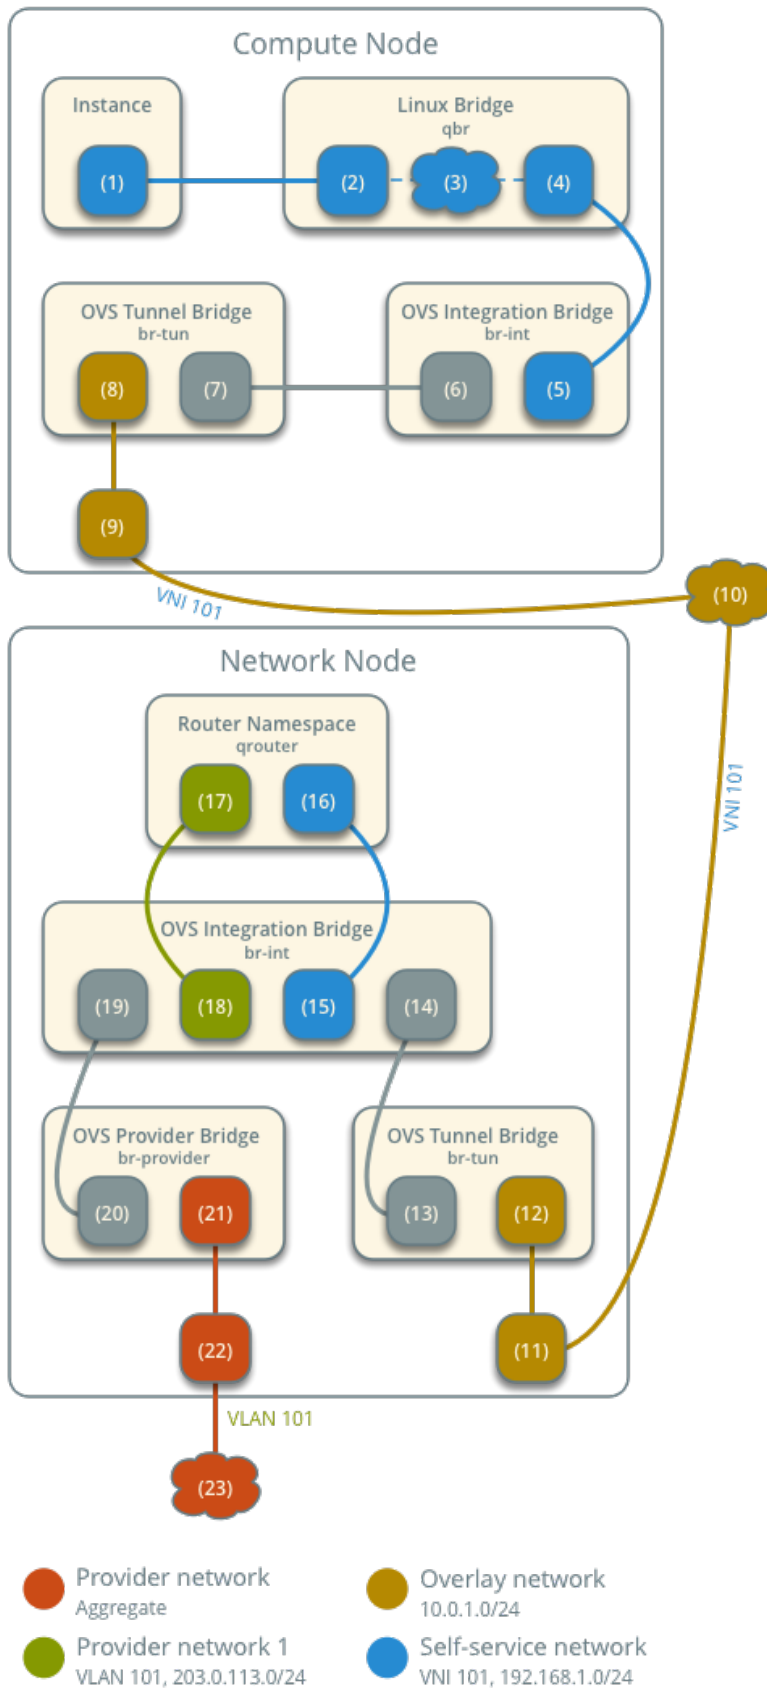 Compute Node
Instance
Linux Bridge
qbr
(1)
(2)
(3)
(4)
OVS Tunnel Bridge
br-tun
OVS Integration Bridge
br-int
(8)
(7)
(6)
(5)
(9)
VNI 101
(10)
Network Node
Router Namespace
qrouter
(17)
(16)
VNI 101
OVS Integration Bridge
br-int
(19)
(18)
(15)
(14)
OVS Provider Bridge
br-provider
OVS Tunnel Bridge
br-tun
(20)
(21)
(13)
(12)
(22)
(11)
VLAN 101
(23)
Provider network
Aggregate
Overlay network
10.0.1.0/24
Provider network 1
VLAN 101, 203.0.113.0/24
Self-service network
VNI 101, 192.168.1.0/24